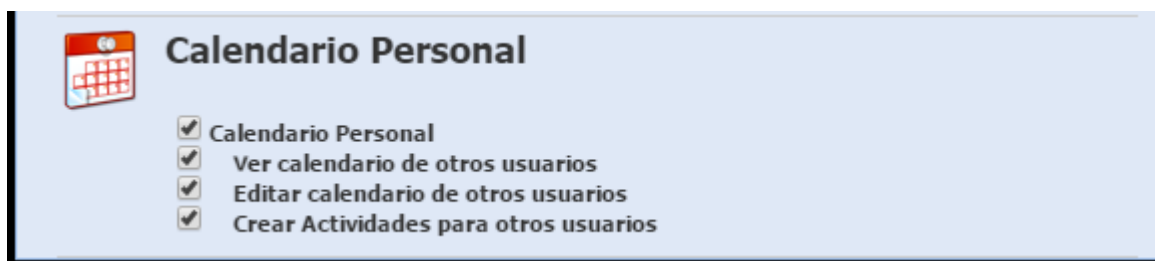 Calendario Personal
Calendario Personal
Ver calendario de otros usuarios
Editar calendario de otros usuarios
Crear Actividades para otros usuarios